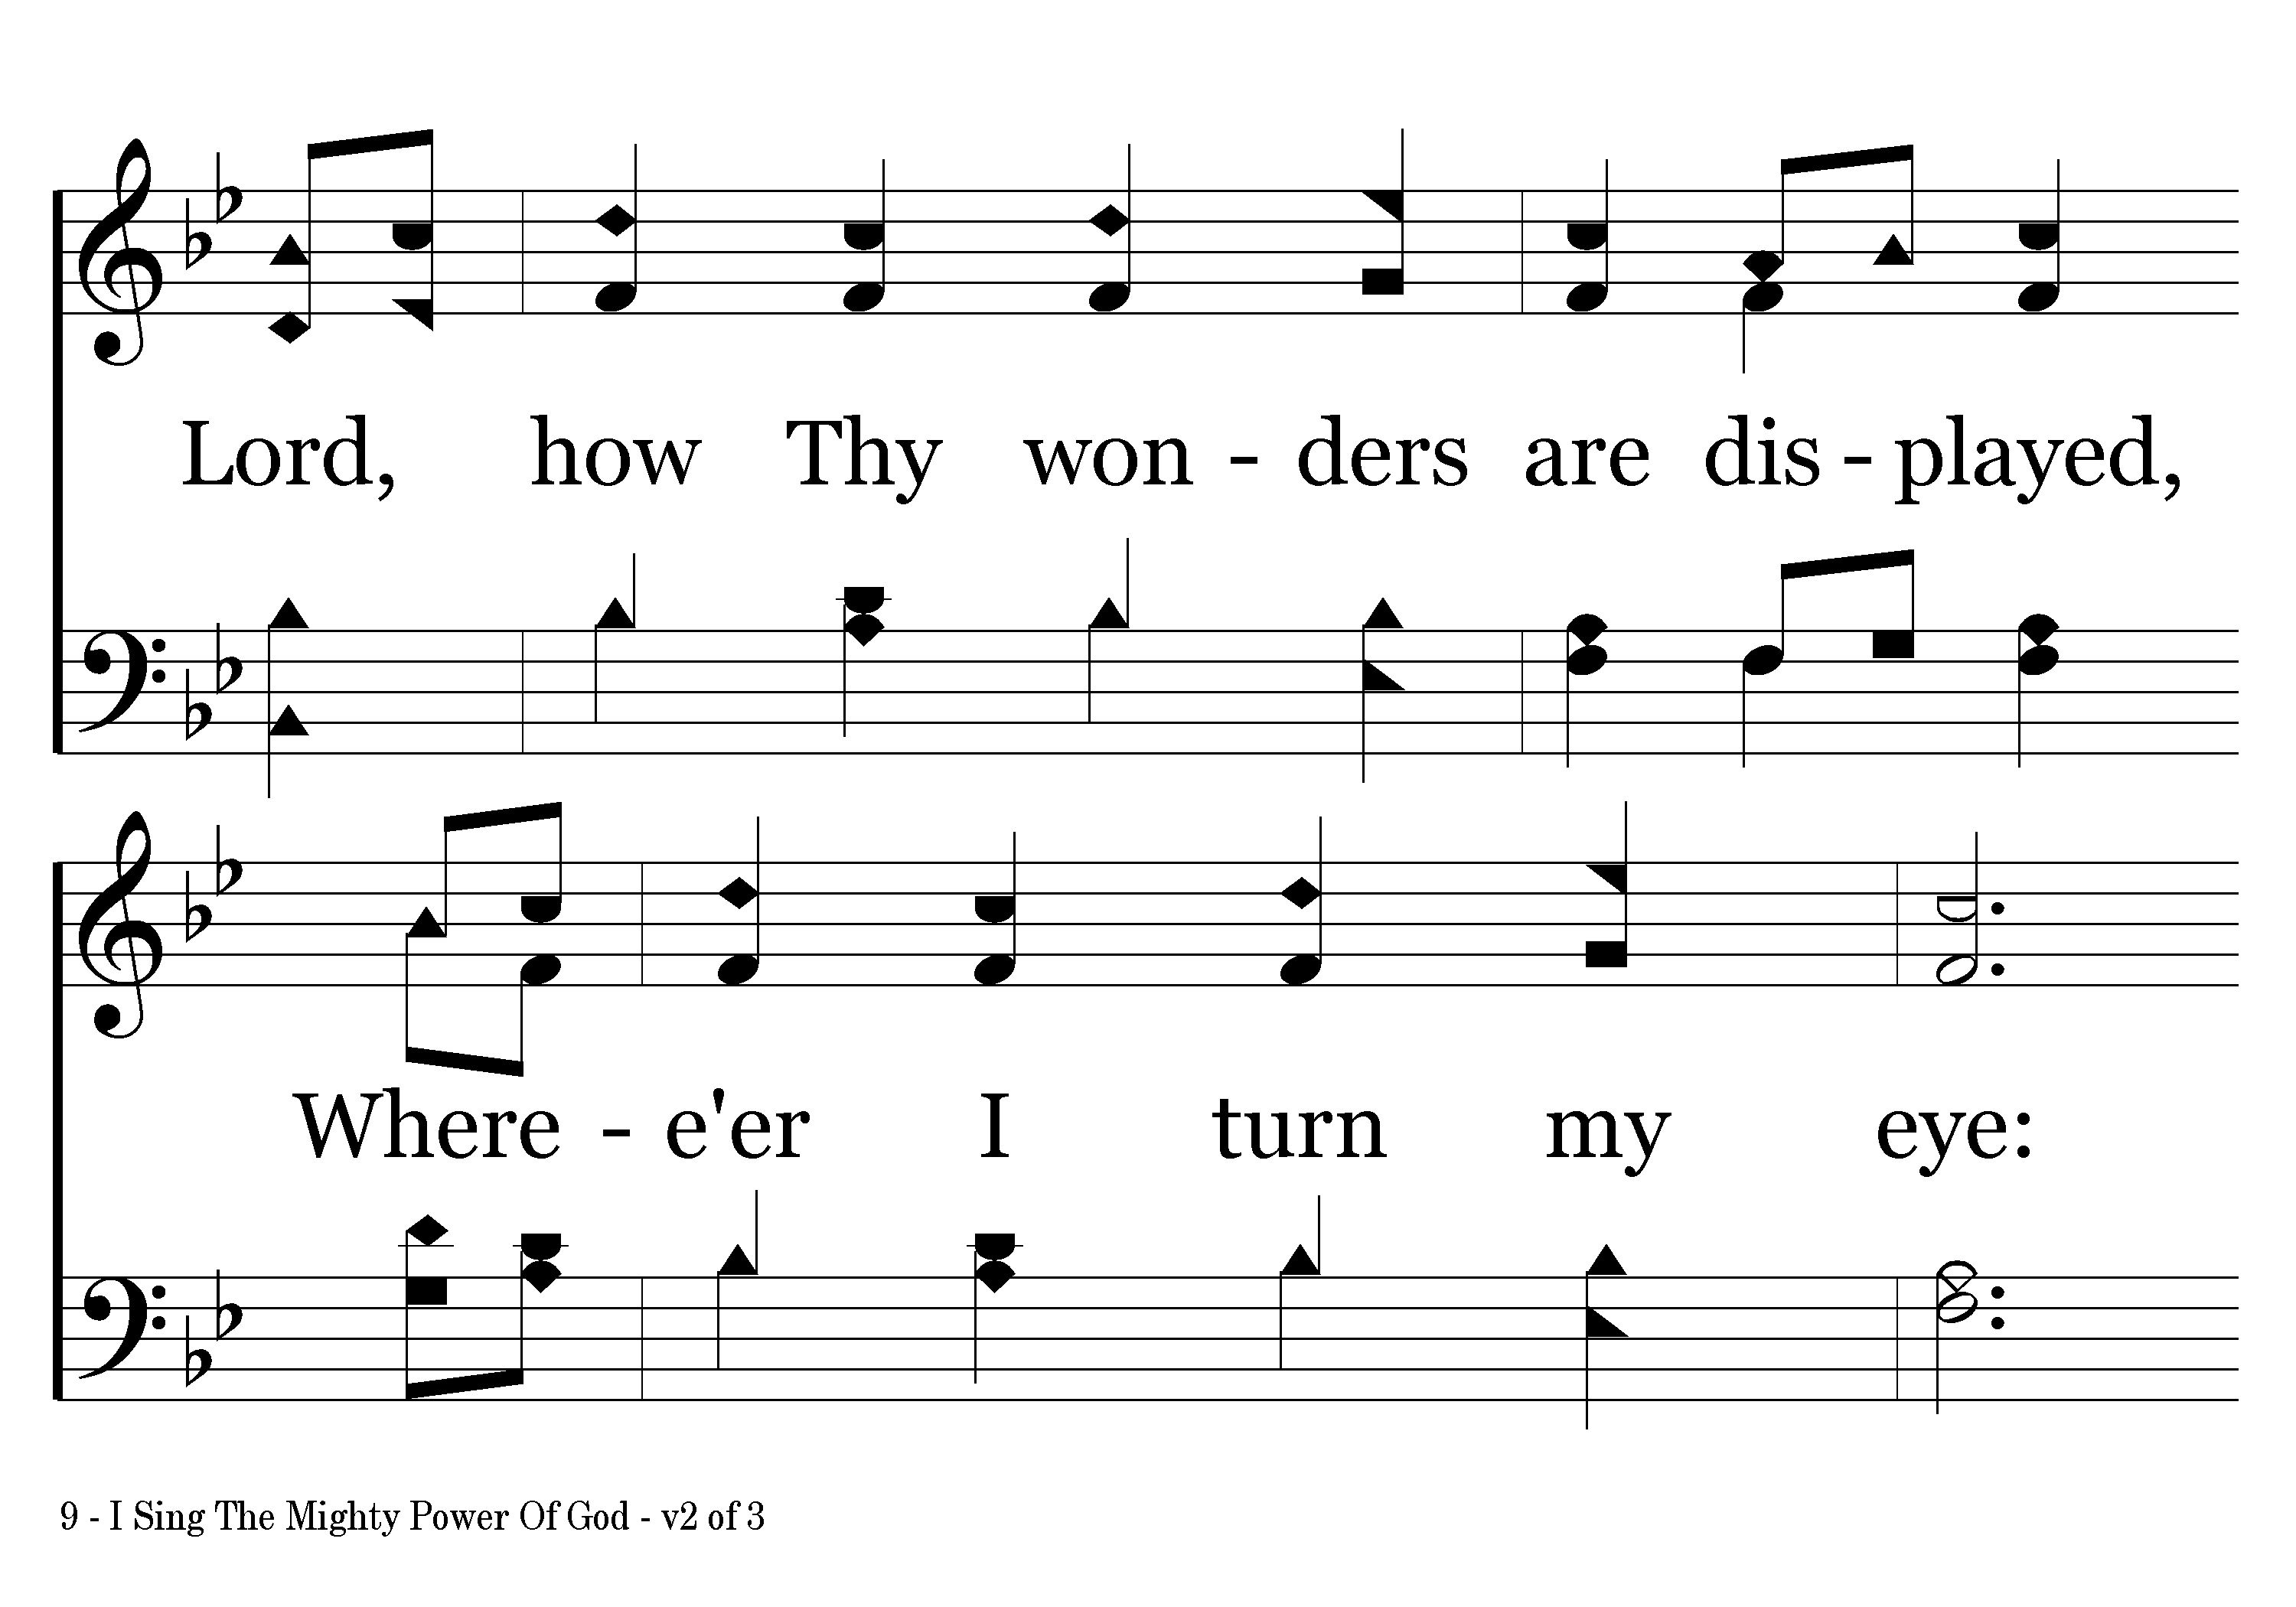 Lord, how Thy won - ders are dis - played,
Where - e'er I turn my eye:
9 - I Sing The Mighty Power Of God - v2 of 3